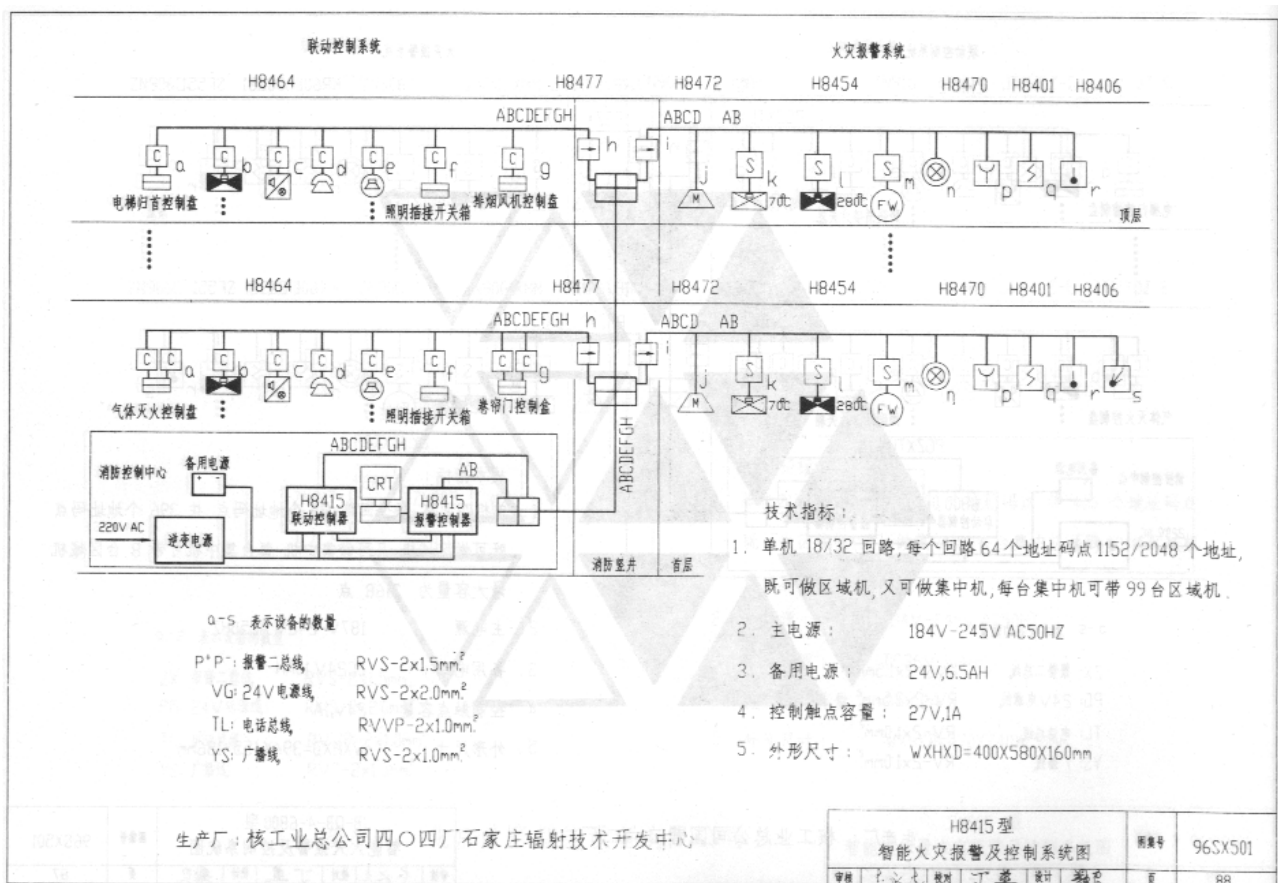 联动控制系统 火灾报警系统
H8464 H8477 H8472 H8454 H8470 H8401 H8406
ABCDEFGH ABCD AB
C C C C C C C h i S S S
a b c d e f g j k l m n p q r
M 70℃ 280℃ FW
电梯归首控制盘 照明插接开关箱 排烟风机控制盘 顶层
H8464 H8477 H8472 H8454 H8470 H8401 H8406
ABCDEFGH h ABCD AB
C C C C C C C C C i S S S
a b c d e f g j k l m n p q r s
M 70℃ 280℃ FW
气体灭火控制盘 照明插接开关箱 卷帘门控制盒
ABCDEFGH
ABCDEFGH
消防控制中心 备用电源 AB
+ -
CRT
H8415 H8415
联动控制器 报警控制器
220V AC
逆变电源
消防竖井 首层
技术指标:
1. 单机 18/32 回路,每个回路 64 个地址码点 1152/2048 个地址,
既可做区域机,又可做集中机,每台集中机可带 99 台区域机.
2. 主电源: 184V-245V AC50HZ
3. 备用电源: 24V,6.5AH
4. 控制触点容量: 27V,1A
5. 外形尺寸: WXHXD=400X580X160mm
a-s 表示设备的数量
P⁺P⁻: 报警二总线, RVS-2x1.5mm²
VG: 24V 电源线, RVS-2x2.0mm²
TL: 电话总线, RVVP-2x1.0mm²
YS: 广播线, RVS-2x1.0mm²
生产厂:核工业总公司四〇四厂石家庄辐射技术开发中心
H8415 型
智能火灾报警及控制系统图
图集号 96SX501
审核 校对 设计 页 88